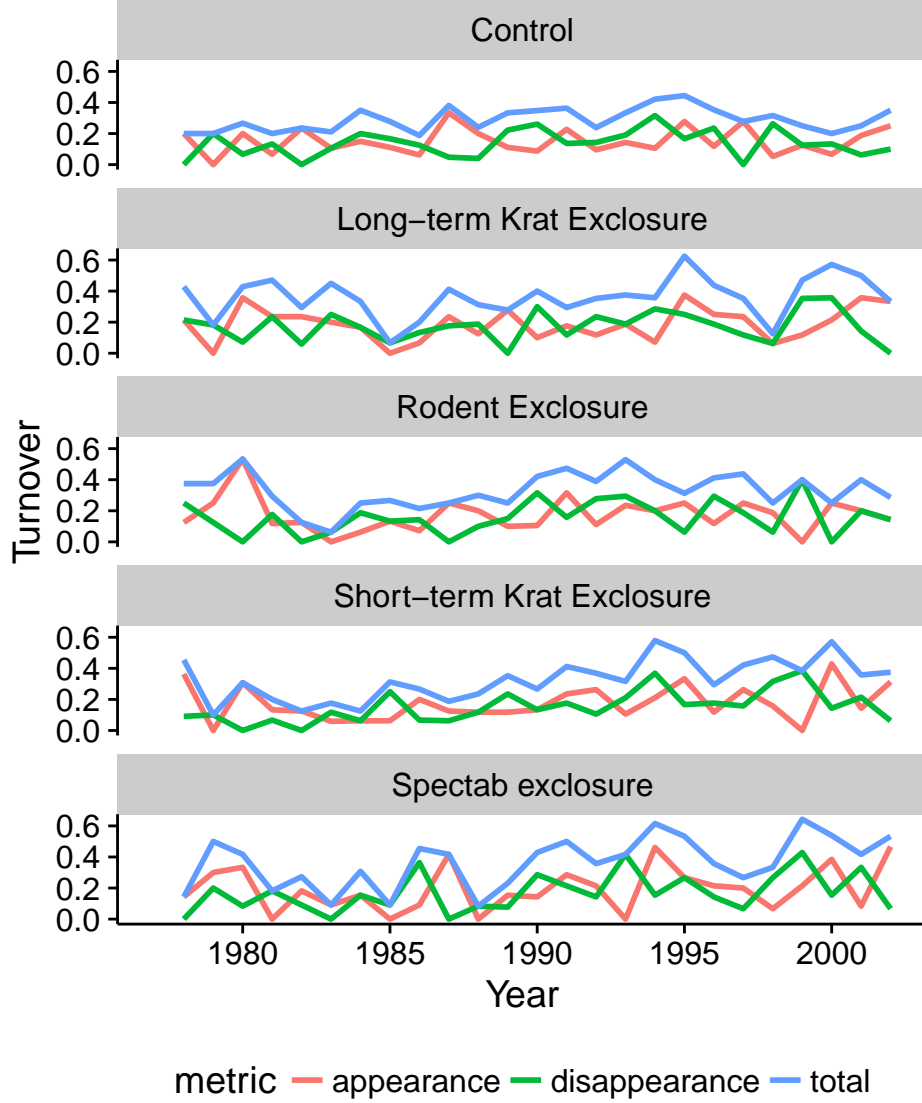 Control
0.6
0.4
0.2
0.0
Long−term Krat Exclosure
0.6
0.4
0.2
0.0
Rodent Exclosure
0.6
0.4
0.2
0.0
Short−term Krat Exclosure
0.6
0.4
0.2
0.0
Spectab exclosure
0.6
0.4
0.2
0.0
Turnover
1980 1985 1990 1995 2000
Year
metric appearance disappearance total